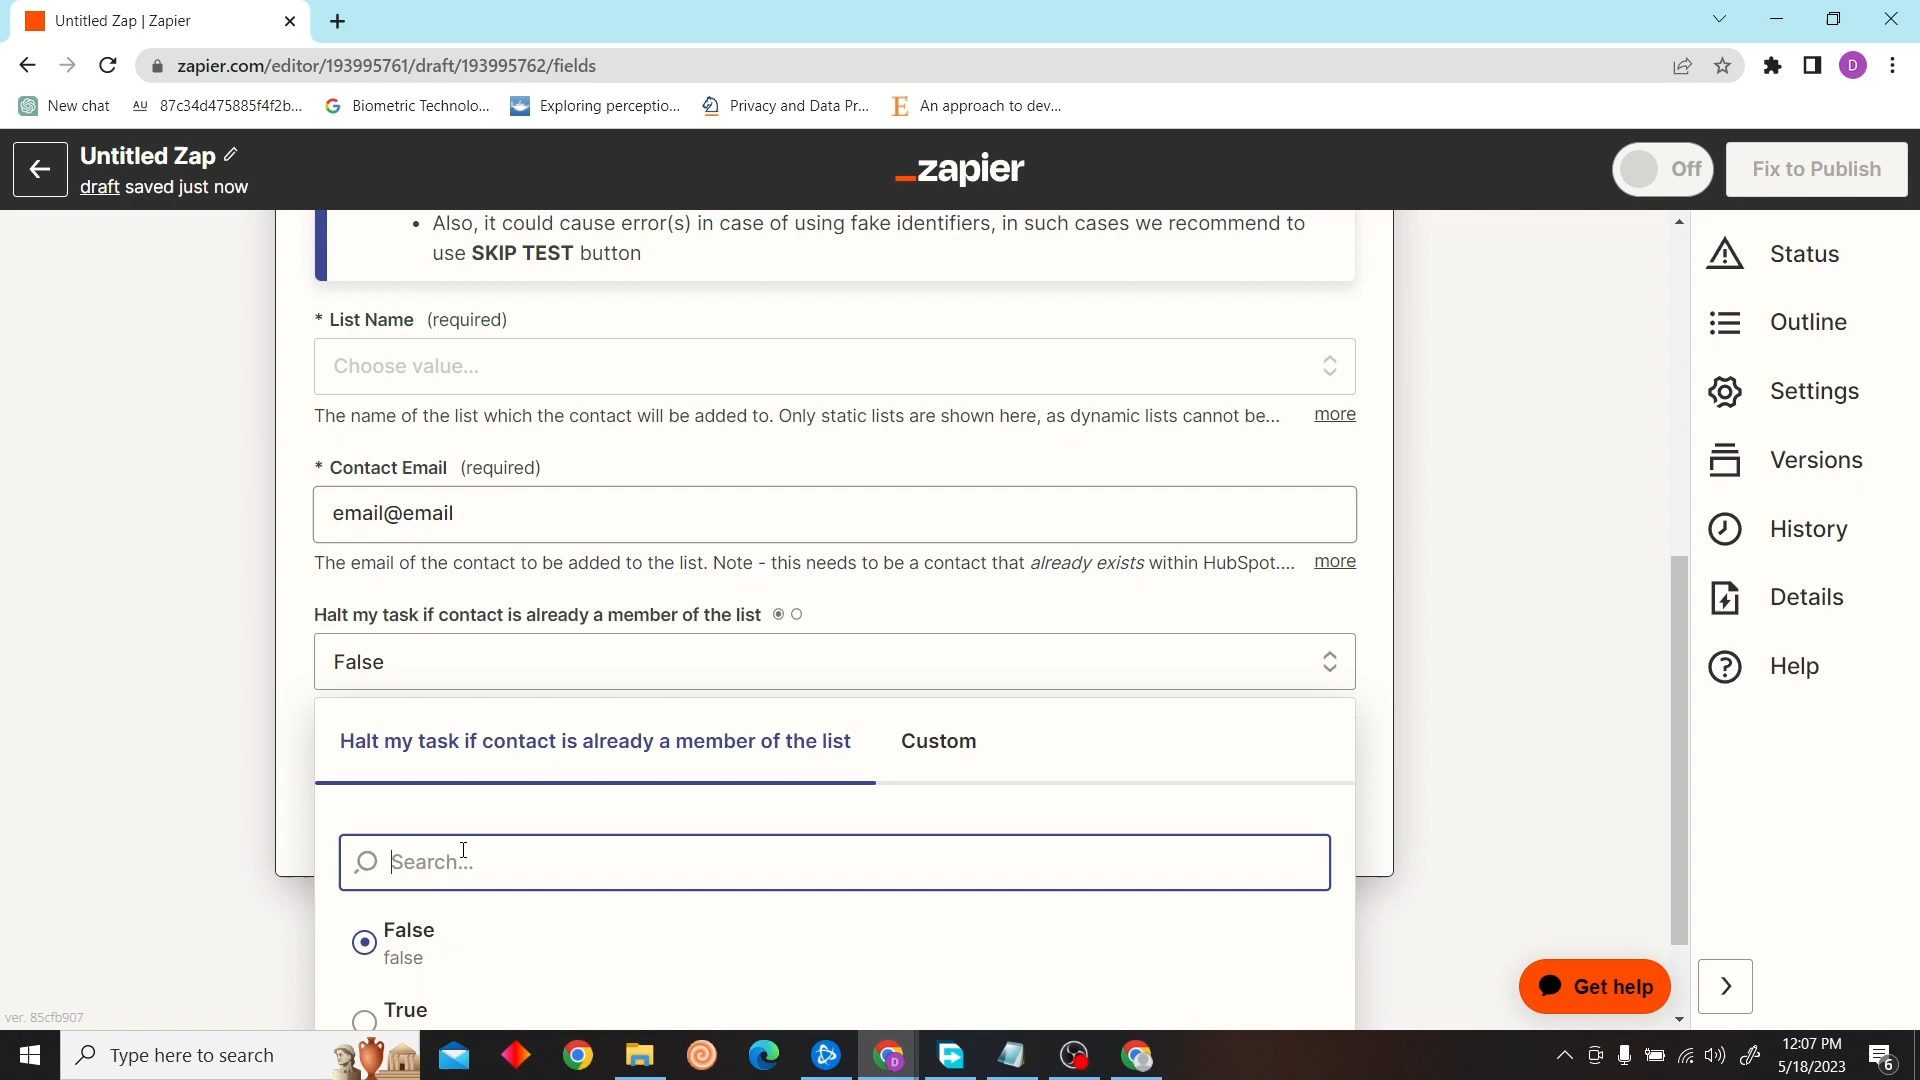 Untitled Zap | Zapier
zapier.com/editor/193995761/draft/193995762/fields
D
New chat
AU 87c34d475885f4f2b...
Biometric Technolo...
Exploring perceptio...
Privacy and Data Pr...
An approach to dev...
Untitled Zap
draft saved just now
_zapier
Off
Fix to Publish
• Also, it could cause error(s) in case of using fake identifiers, in such cases we recommend to
use SKIP TEST button
* List Name (required)
Choose value...
The name of the list which the contact will be added to. Only static lists are shown here, as dynamic lists cannot be... more
* Contact Email (required)
email@email
The email of the contact to be added to the list. Note - this needs to be a contact that already exists within HubSpot.... more
Halt my task if contact is already a member of the list
False
Halt my task if contact is already a member of the list
Custom
Search...
False
false
True
Status
Outline
Settings
Versions
History
Details
Help
Get help
ver. 85cfb907
Type here to search
12:07 PM
5/18/2023
6